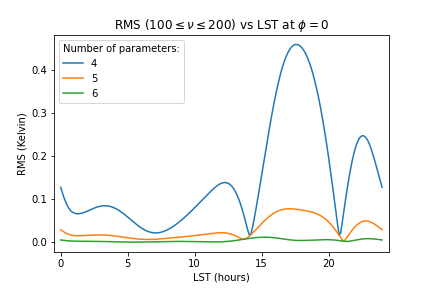 RMS (100 ≤ ν ≤ 200) vs LST at ϕ = 0
Number of parameters:
4
5
6
RMS (Kelvin)
0.4
0.3
0.2
0.1
0.0
0 5 10 15 20
LST (hours)